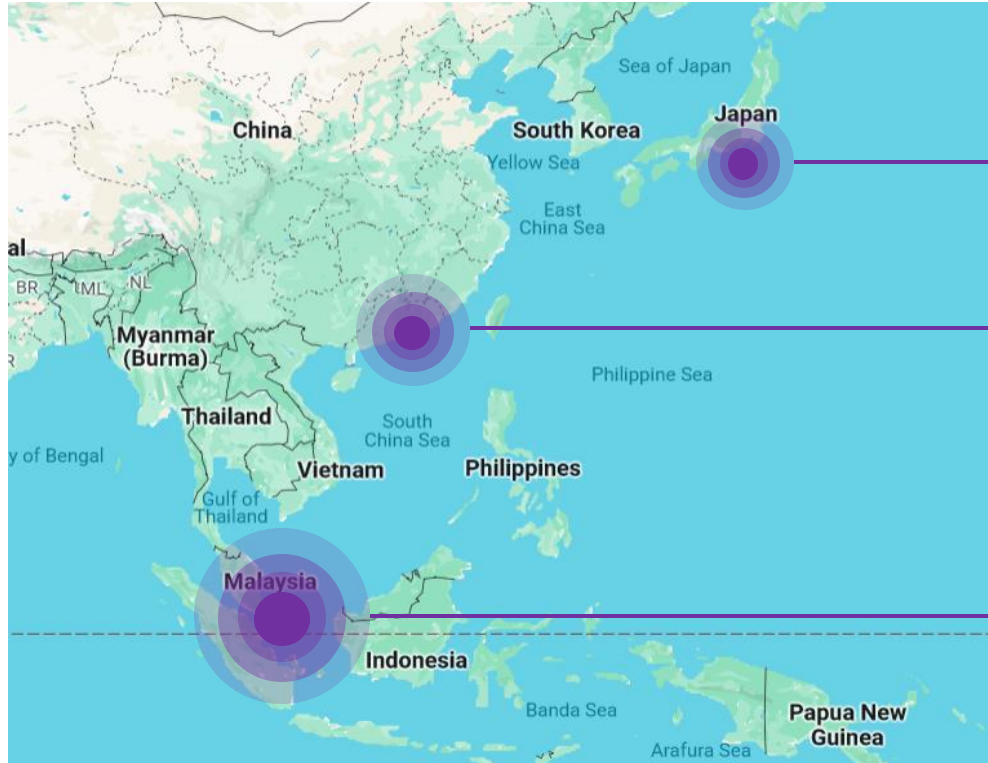 Sea of Japan
Japan
China
South Korea
Yellow Sea
East
China Sea
al
BR
ML
NL
Myanmar
(Burma)
R
Philippine Sea
Thailand
South
China Sea
y of Bengal
Vietnam
Philippines
Gulf of
Thailand
Malaysia
Indonesia
Banda Sea
Papua New
Guinea
Arafura Sea